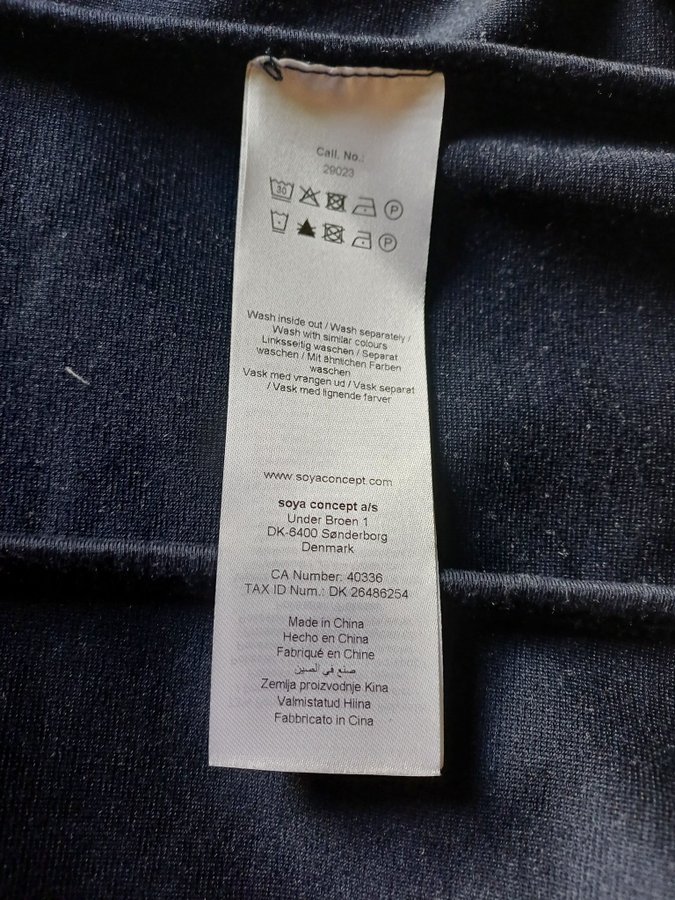 Call. No.:
29023
30 P
P
Wash inside out / Wash separately /
Wash with similar colours
Linksseitig waschen / Separat
waschen / Mit ähnlichen Farben
waschen
Vask med vrangen ud / Vask separat
/ Vask med lignende farver
www.soyaconcept.com
soya concept a/s
Under Broen 1
DK-6400 Sønderborg
Denmark
CA Number: 40336
TAX ID Num.: DK 26486254
Made in China
Hecho en China
Fabriqué en Chine
صنع في الصين
Zemlja proizvodnje Kina
Valmistatud Hiina
Fabbricato in Cina